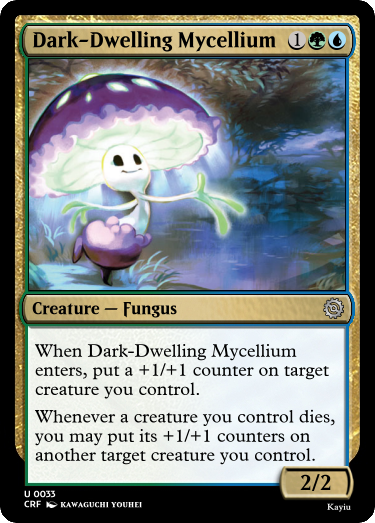 Dark-Dwelling Mycellium 1
Creature — Fungus
When Dark-Dwelling Mycellium
enters, put a +1/+1 counter on target
creature you control.
Whenever a creature you control dies,
you may put its +1/+1 counters on
another target creature you control.
2/2
U 0033
CRF KAWAGUCHI YOUHEI
Kayiu